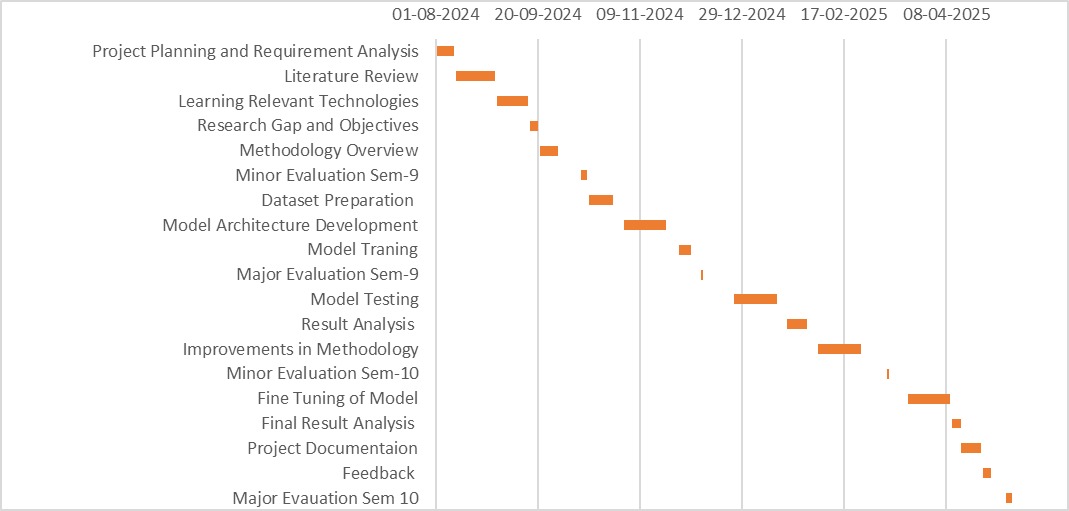 01-08-2024 20-09-2024 09-11-2024 29-12-2024 17-02-2025 08-04-2025
Project Planning and Requirement Analysis
Literature Review
Learning Relevant Technologies
Research Gap and Objectives
Methodology Overview
Minor Evaluation Sem-9
Dataset Preparation
Model Architecture Development
Model Traning
Major Evaluation Sem-9
Model Testing
Result Analysis
Improvements in Methodology
Minor Evaluation Sem-10
Fine Tuning of Model
Final Result Analysis
Project Documentaion
Feedback
Major Evauation Sem 10